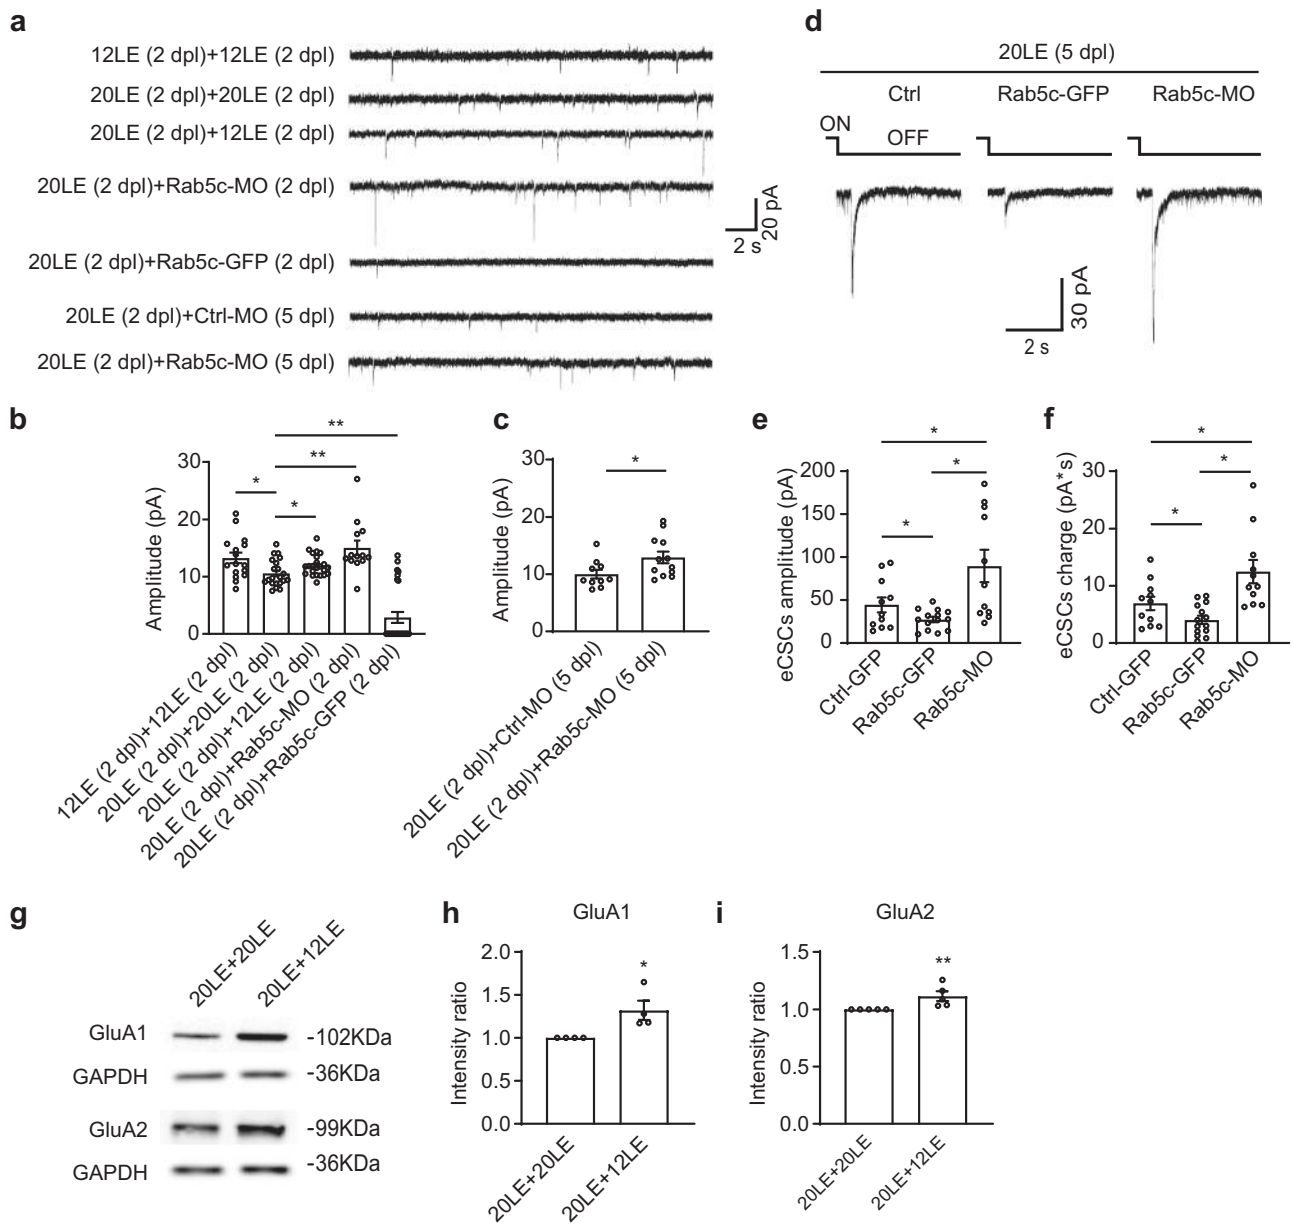 a
12LE (2 dpl)+12LE (2 dpl)
20LE (2 dpl)+20LE (2 dpl)
20LE (2 dpl)+12LE (2 dpl)
20LE (2 dpl)+Rab5c-MO (2 dpl)
20LE (2 dpl)+Rab5c-GFP (2 dpl)
20LE (2 dpl)+Ctrl-MO (5 dpl)
20LE (2 dpl)+Rab5c-MO (5 dpl)
20 pA
2 s
d
20LE (5 dpl)
Ctrl Rab5c-GFP Rab5c-MO
ON
OFF
30 pA
2 s
b
Amplitude (pA)
30
20
10
0
* * ** **
12LE (2 dpl)+12LE (2 dpl)
20LE (2 dpl)+20LE (2 dpl)
20LE (2 dpl)+12LE (2 dpl)
20LE (2 dpl)+Rab5c-MO (2 dpl)
20LE (2 dpl)+Rab5c-GFP (2 dpl)
c
Amplitude (pA)
30
20
10
0
*
20LE (2 dpl)+Ctrl-MO (5 dpl)
20LE (2 dpl)+Rab5c-MO (5 dpl)
e
eCSCs amplitude (pA)
200
150
100
50
0
* * *
Ctrl-GFP
Rab5c-GFP
Rab5c-MO
f
eCSCs charge (pA*s)
30
20
10
0
* * *
Ctrl-GFP
Rab5c-GFP
Rab5c-MO
g
20LE+20LE
20LE+12LE
GluA1 -102KDa
GAPDH -36KDa
GluA2 -99KDa
GAPDH -36KDa
h
GluA1
Intensity ratio
2.0
1.5
1.0
0.5
0.0
*
20LE+20LE
20LE+12LE
i
GluA2
Intensity ratio
1.5
1.0
0.5
0.0
**
20LE+20LE
20LE+12LE